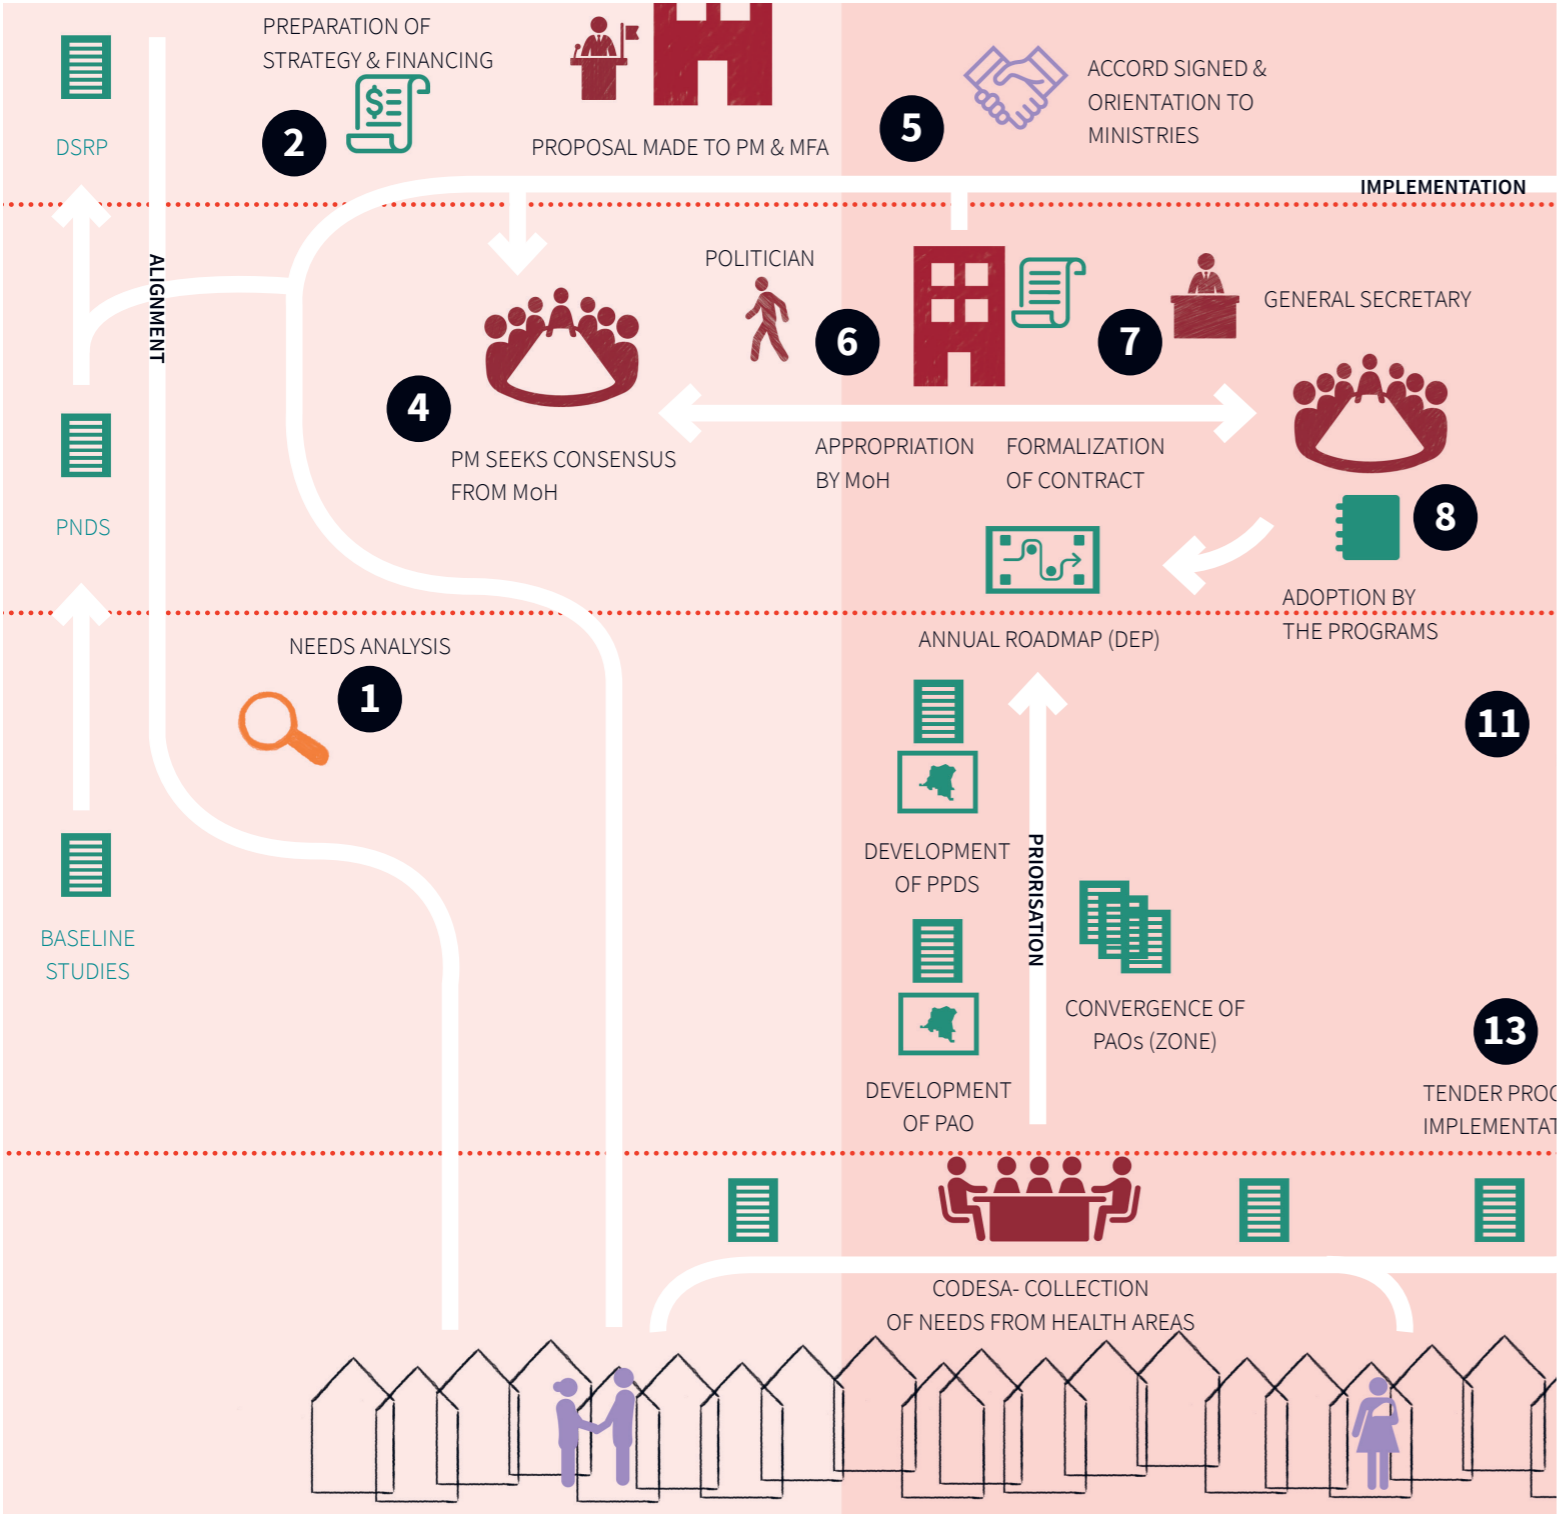 PREPARATION OF
STRATEGY & FINANCING
2
DSRP
PROPOSAL MADE TO PM & MFA
5
ACCORD SIGNED &
ORIENTATION TO
MINISTRIES
IMPLEMENTATION
ALIGNMENT
POLITICIAN
6
7
GENERAL SECRETARY
4
PM SEEKS CONSENSUS
FROM MoH
APPROPRIATION
BY MoH
FORMALIZATION
OF CONTRACT
PNDS
8
ADOPTION BY
THE PROGRAMS
NEEDS ANALYSIS
1
ANNUAL ROADMAP (DEP)
11
DEVELOPMENT
OF PPDS
PRIORISATION
BASELINE
STUDIES
CONVERGENCE OF
PAOs (ZONE)
13
DEVELOPMENT
OF PAO
TENDER PROC
IMPLEMENTAT
CODESA- COLLECTION
OF NEEDS FROM HEALTH AREAS